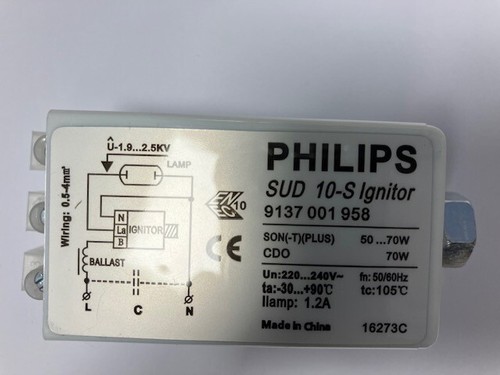 Û-1.9...2.5KV
LAMP
Wiring: 0.5-4mm²
N
La
B
IGNITOR
BALLAST
L
C
N
PHILIPS
SUD 10-S Ignitor
9137 001 958
ENEC 10
CE
SON(-T)(PLUS) 50...70W
CDO 70W
Un:220...240V~ fn: 50/60Hz
ta:-30...+90℃ tc:105℃
Ilamp: 1.2A
Made in China 16273C